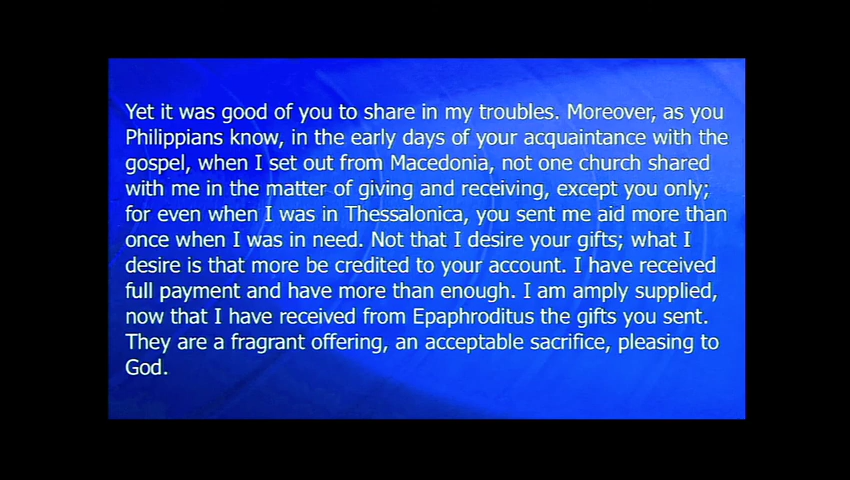 Yet it was good of you to share in my troubles. Moreover, as you
Philippians know, in the early days of your acquaintance with the
gospel, when I set out from Macedonia, not one church shared
with me in the matter of giving and receiving, except you only;
for even when I was in Thessalonica, you sent me aid more than
once when I was in need. Not that I desire your gifts; what I
desire is that more be credited to your account. I have received
full payment and have more than enough. I am amply supplied,
now that I have received from Epaphroditus the gifts you sent.
They are a fragrant offering, an acceptable sacrifice, pleasing to
God.